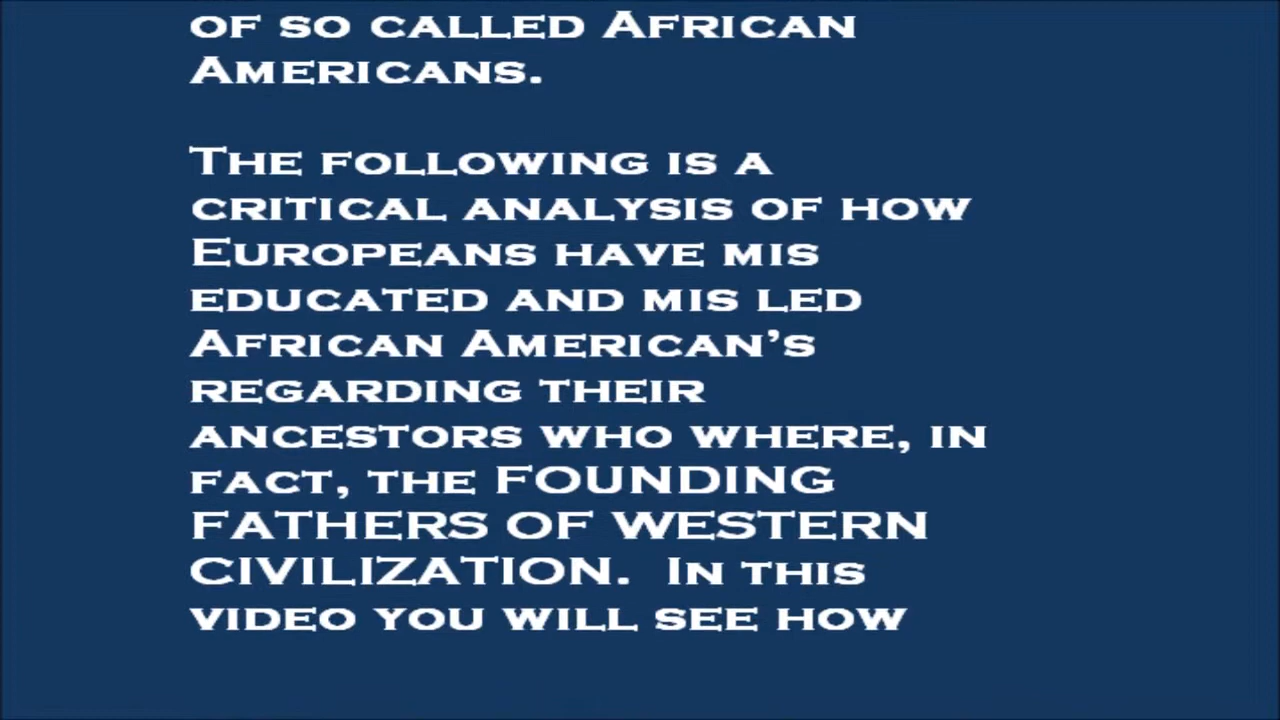 of so called African
Americans.
The following is a
critical analysis of how
Europeans have mis
educated and mis led
African American’s
regarding their
ancestors who where, in
fact, the FOUNDING
FATHERS OF WESTERN
CIVILIZATION. In this
video you will see how